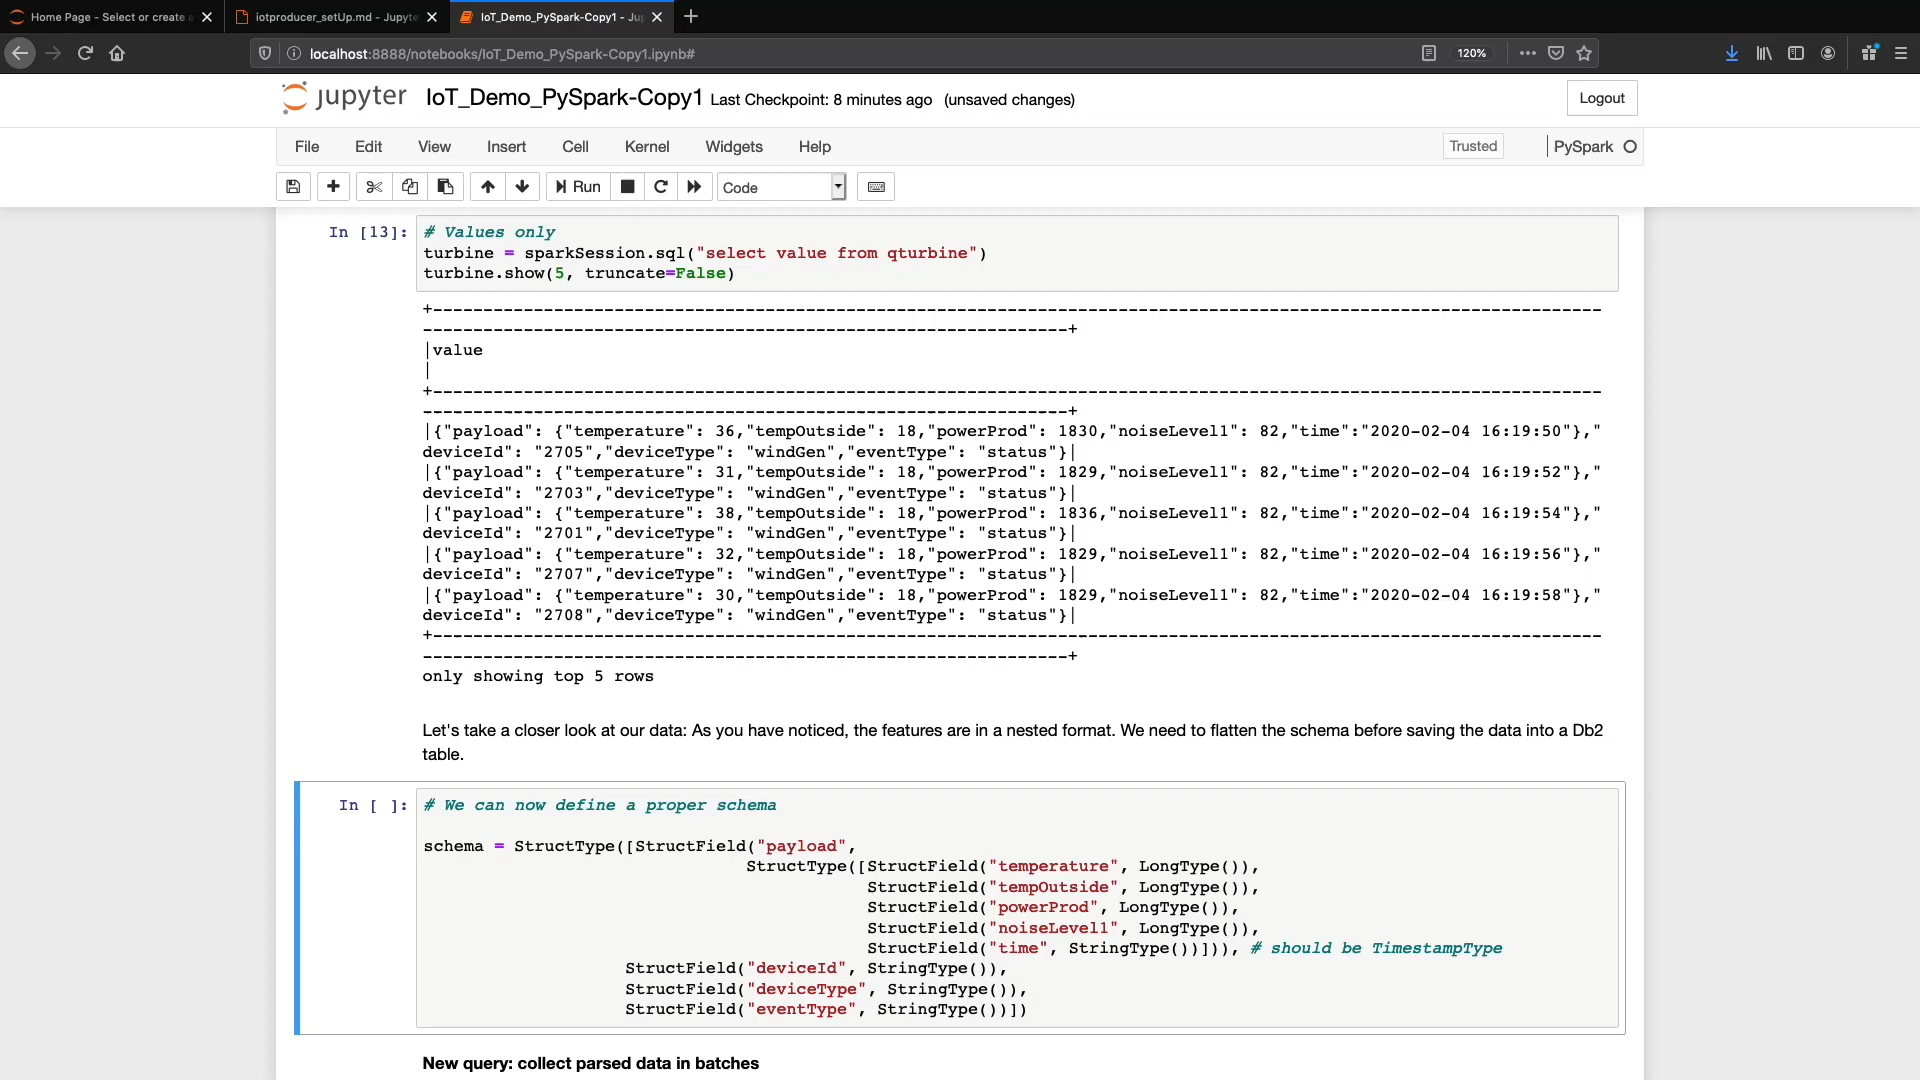 Home Page - Select or create a
iotproducer_setUp.md - Jupyte
IoT_Demo_PySpark-Copy1 - Jup
localhost:8888/notebooks/IoT_Demo_PySpark-Copy1.ipynb#
120%
jupyter IoT_Demo_PySpark-Copy1 Last Checkpoint: 8 minutes ago (unsaved changes)
Logout
File Edit View Insert Cell Kernel Widgets Help
Trusted
PySpark
Run
Code
In [13]: # Values only
turbine = sparkSession.sql("select value from qturbine")
turbine.show(5, truncate=False)
+--------------------------------------------------------------------------------------------------------------------
----------------------------------------------------------------+
|value
|
+--------------------------------------------------------------------------------------------------------------------
----------------------------------------------------------------+
|{"payload": {"temperature": 36,"tempOutside": 18,"powerProd": 1830,"noiseLevel1": 82,"time":"2020-02-04 16:19:50"},"
deviceId": "2705","deviceType": "windGen","eventType": "status"}|
|{"payload": {"temperature": 31,"tempOutside": 18,"powerProd": 1829,"noiseLevel1": 82,"time":"2020-02-04 16:19:52"},"
deviceId": "2703","deviceType": "windGen","eventType": "status"}|
|{"payload": {"temperature": 38,"tempOutside": 18,"powerProd": 1836,"noiseLevel1": 82,"time":"2020-02-04 16:19:54"},"
deviceId": "2701","deviceType": "windGen","eventType": "status"}|
|{"payload": {"temperature": 32,"tempOutside": 18,"powerProd": 1829,"noiseLevel1": 82,"time":"2020-02-04 16:19:56"},"
deviceId": "2707","deviceType": "windGen","eventType": "status"}|
|{"payload": {"temperature": 30,"tempOutside": 18,"powerProd": 1829,"noiseLevel1": 82,"time":"2020-02-04 16:19:58"},"
deviceId": "2708","deviceType": "windGen","eventType": "status"}|
+--------------------------------------------------------------------------------------------------------------------
----------------------------------------------------------------+
only showing top 5 rows
Let's take a closer look at our data: As you have noticed, the features are in a nested format. We need to flatten the schema before saving the data into a Db2
table.
In [ ]: # We can now define a proper schema
schema = StructType([StructField("payload",
StructType([StructField("temperature", LongType()),
StructField("tempOutside", LongType()),
StructField("powerProd", LongType()),
StructField("noiseLevel1", LongType()),
StructField("time", StringType())])), # should be TimestampType
StructField("deviceId", StringType()),
StructField("deviceType", StringType()),
StructField("eventType", StringType())])
New query: collect parsed data in batches